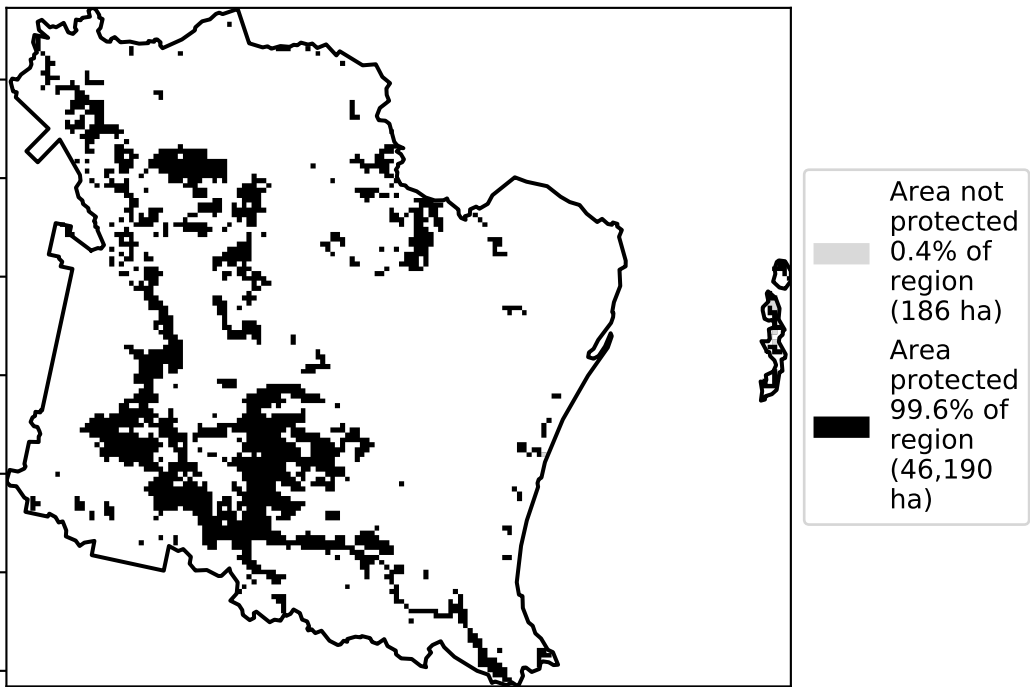 Area not
protected
0.4% of
region
(186 ha)
Area
protected
99.6% of
region
(46,190
ha)